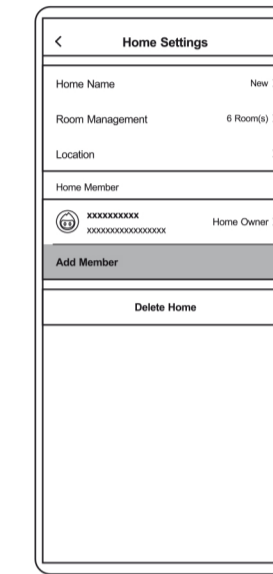 Home Settings
Home Name New
Room Management 6 Room(s)
Location
Home Member
xxxxxxxxxx
xxxxxxxxxxxxxxxxx
Home Owner
Add Member
Delete Home